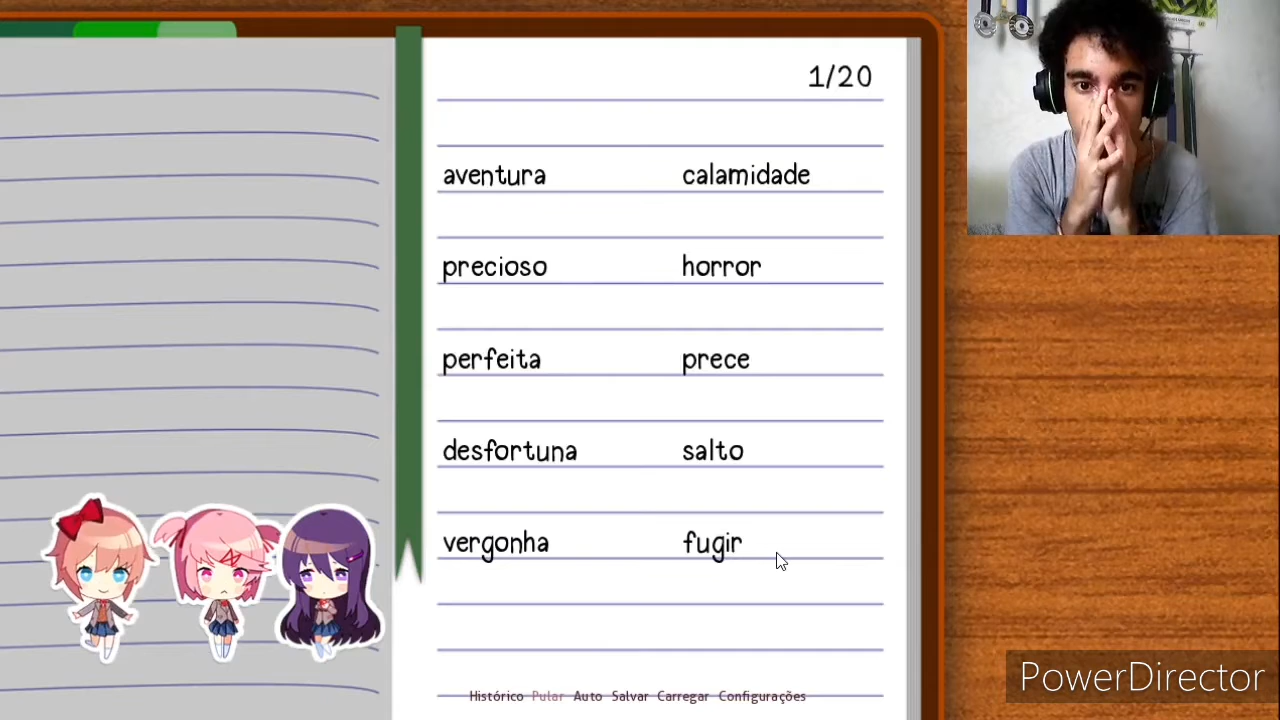 1/20
aventura calamidade
precioso horror
perfeita prece
desfortuna salto
vergonha fugir
Histórico Pular Auto Salvar Carregar Configurações
PowerDirector